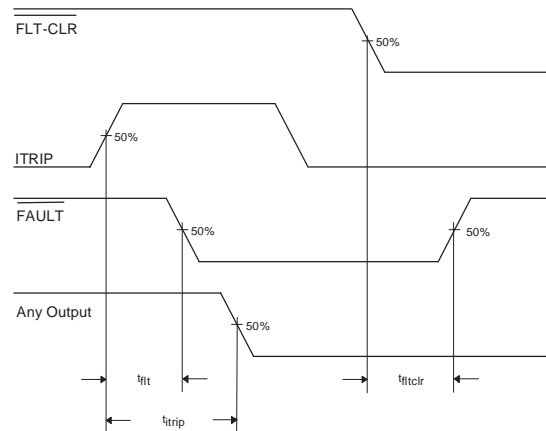 FLT-CLR
50%
50%
ITRIP
FAULT
50%
50%
Any Output
50%
tflt
tfltclr
titrip